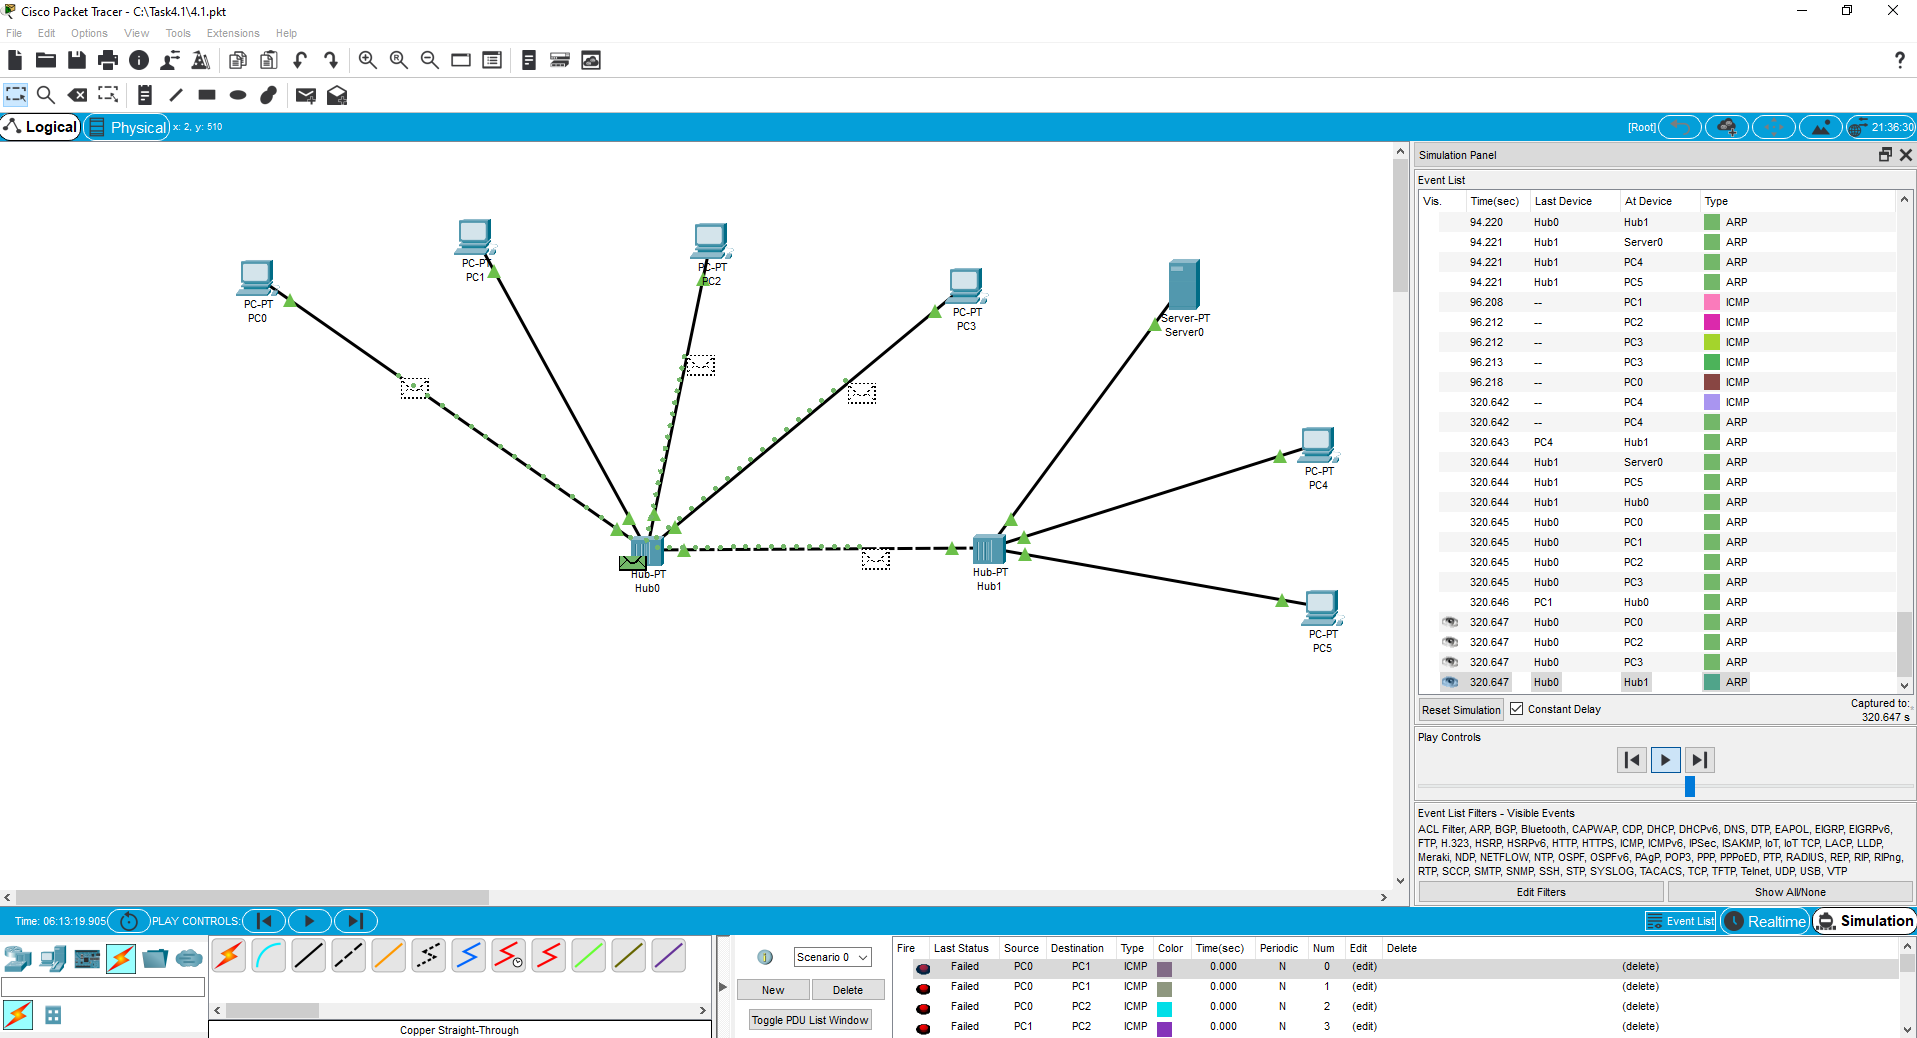 Cisco Packet Tracer - C:\Task4.1\4.1.pkt
File Edit Options View Tools Extensions Help
Logical Physical x: 2, y: 510 [Root] 21:36:30
PC-PT
PC0
PC-PT
PC1
PC-PT
PC2
PC-PT
PC3
Server-PT
Server0
PC-PT
PC4
PC-PT
PC5
Hub-PT
Hub0
Hub-PT
Hub1
Simulation Panel
Event List
Vis. Time(sec) Last Device At Device Type
94.220 Hub0 Hub1 ARP
94.221 Hub1 Server0 ARP
94.221 Hub1 PC4 ARP
94.221 Hub1 PC5 ARP
96.208 -- PC1 ICMP
96.212 -- PC2 ICMP
96.212 -- PC3 ICMP
96.213 -- PC3 ICMP
96.218 -- PC0 ICMP
320.642 -- PC4 ICMP
320.642 -- PC4 ARP
320.643 PC4 Hub1 ARP
320.644 Hub1 Server0 ARP
320.644 Hub1 PC5 ARP
320.644 Hub1 Hub0 ARP
320.645 Hub0 PC0 ARP
320.645 Hub0 PC1 ARP
320.645 Hub0 PC2 ARP
320.645 Hub0 PC3 ARP
320.646 PC1 Hub0 ARP
320.647 Hub0 PC0 ARP
320.647 Hub0 PC2 ARP
320.647 Hub0 PC3 ARP
320.647 Hub0 Hub1 ARP
Reset Simulation Constant Delay Captured to:
320.647 s
Play Controls
Event List Filters - Visible Events
ACL Filter, ARP, BGP, Bluetooth, CAPWAP, CDP, DHCP, DHCPv6, DNS, DTP, EAPOL, EIGRP, EIGRPv6,
FTP, H.323, HSRP, HSRPv6, HTTP, HTTPS, ICMP, ICMPv6, IPSec, ISAKMP, IoT, IoT TCP, LACP, LLDP,
Meraki, NDP, NETFLOW, NTP, OSPF, OSPFv6, PAgP, POP3, PPP, PPPoED, PTP, RADIUS, REP, RIP, RIPng,
RTP, SCCP, SMTP, SNMP, SSH, STP, SYSLOG, TACACS, TCP, TFTP, Telnet, UDP, USB, VTP
Edit Filters Show All/None
Time: 06:13:19.905 PLAY CONTROLS: Event List Realtime Simulation
Copper Straight-Through
Scenario 0
New Delete
Toggle PDU List Window
Fire Last Status Source Destination Type Color Time(sec) Periodic Num Edit Delete
Failed PC0 PC1 ICMP 0.000 N 0 (edit) (delete)
Failed PC0 PC1 ICMP 0.000 N 1 (edit) (delete)
Failed PC0 PC2 ICMP 0.000 N 2 (edit) (delete)
Failed PC1 PC2 ICMP 0.000 N 3 (edit) (delete)